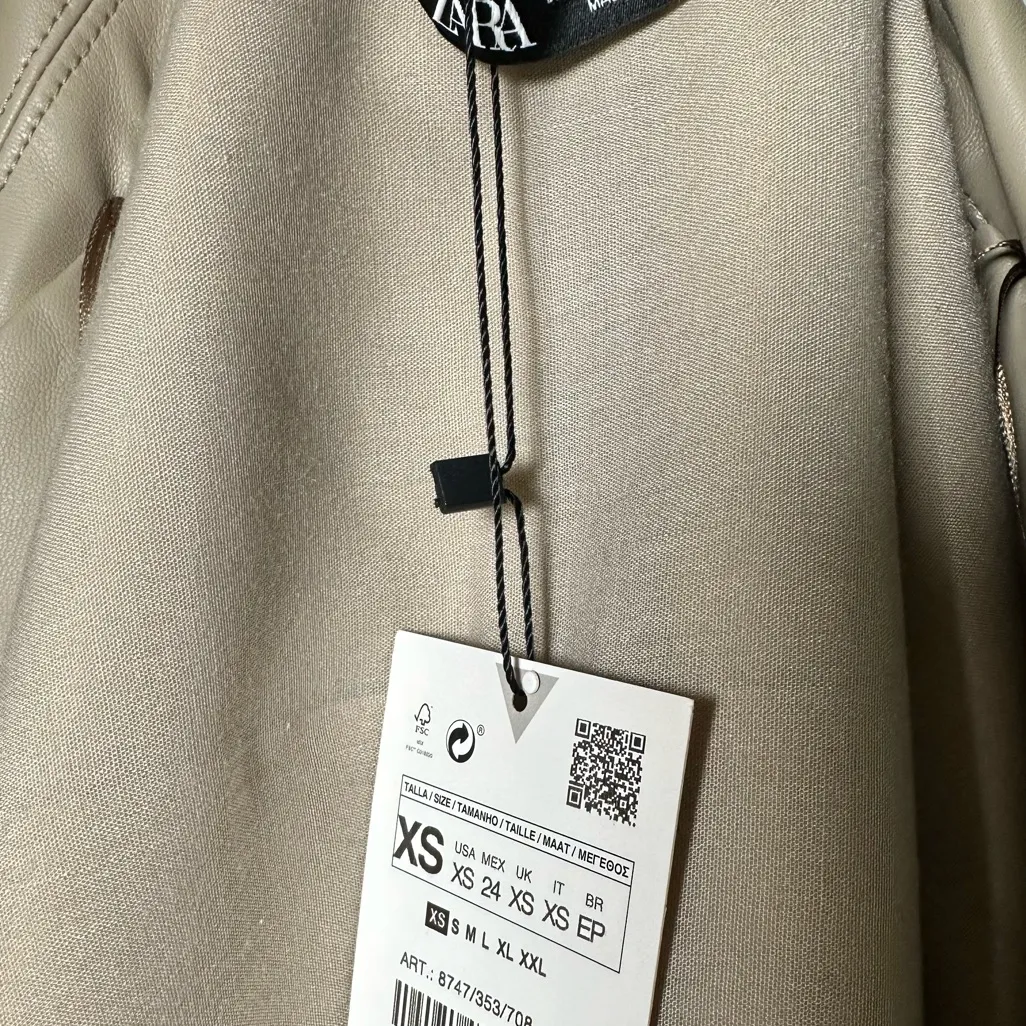 ZARA
FSC
®
TALLA / SIZE / TAMANHO / TAILLE / MAAT / ΜΕΓΕΘΟΣ
XS
USA MEX UK IT BR
XS 24 XS XS EP
XS S M L XL XXL
ART.: 8747/353/708